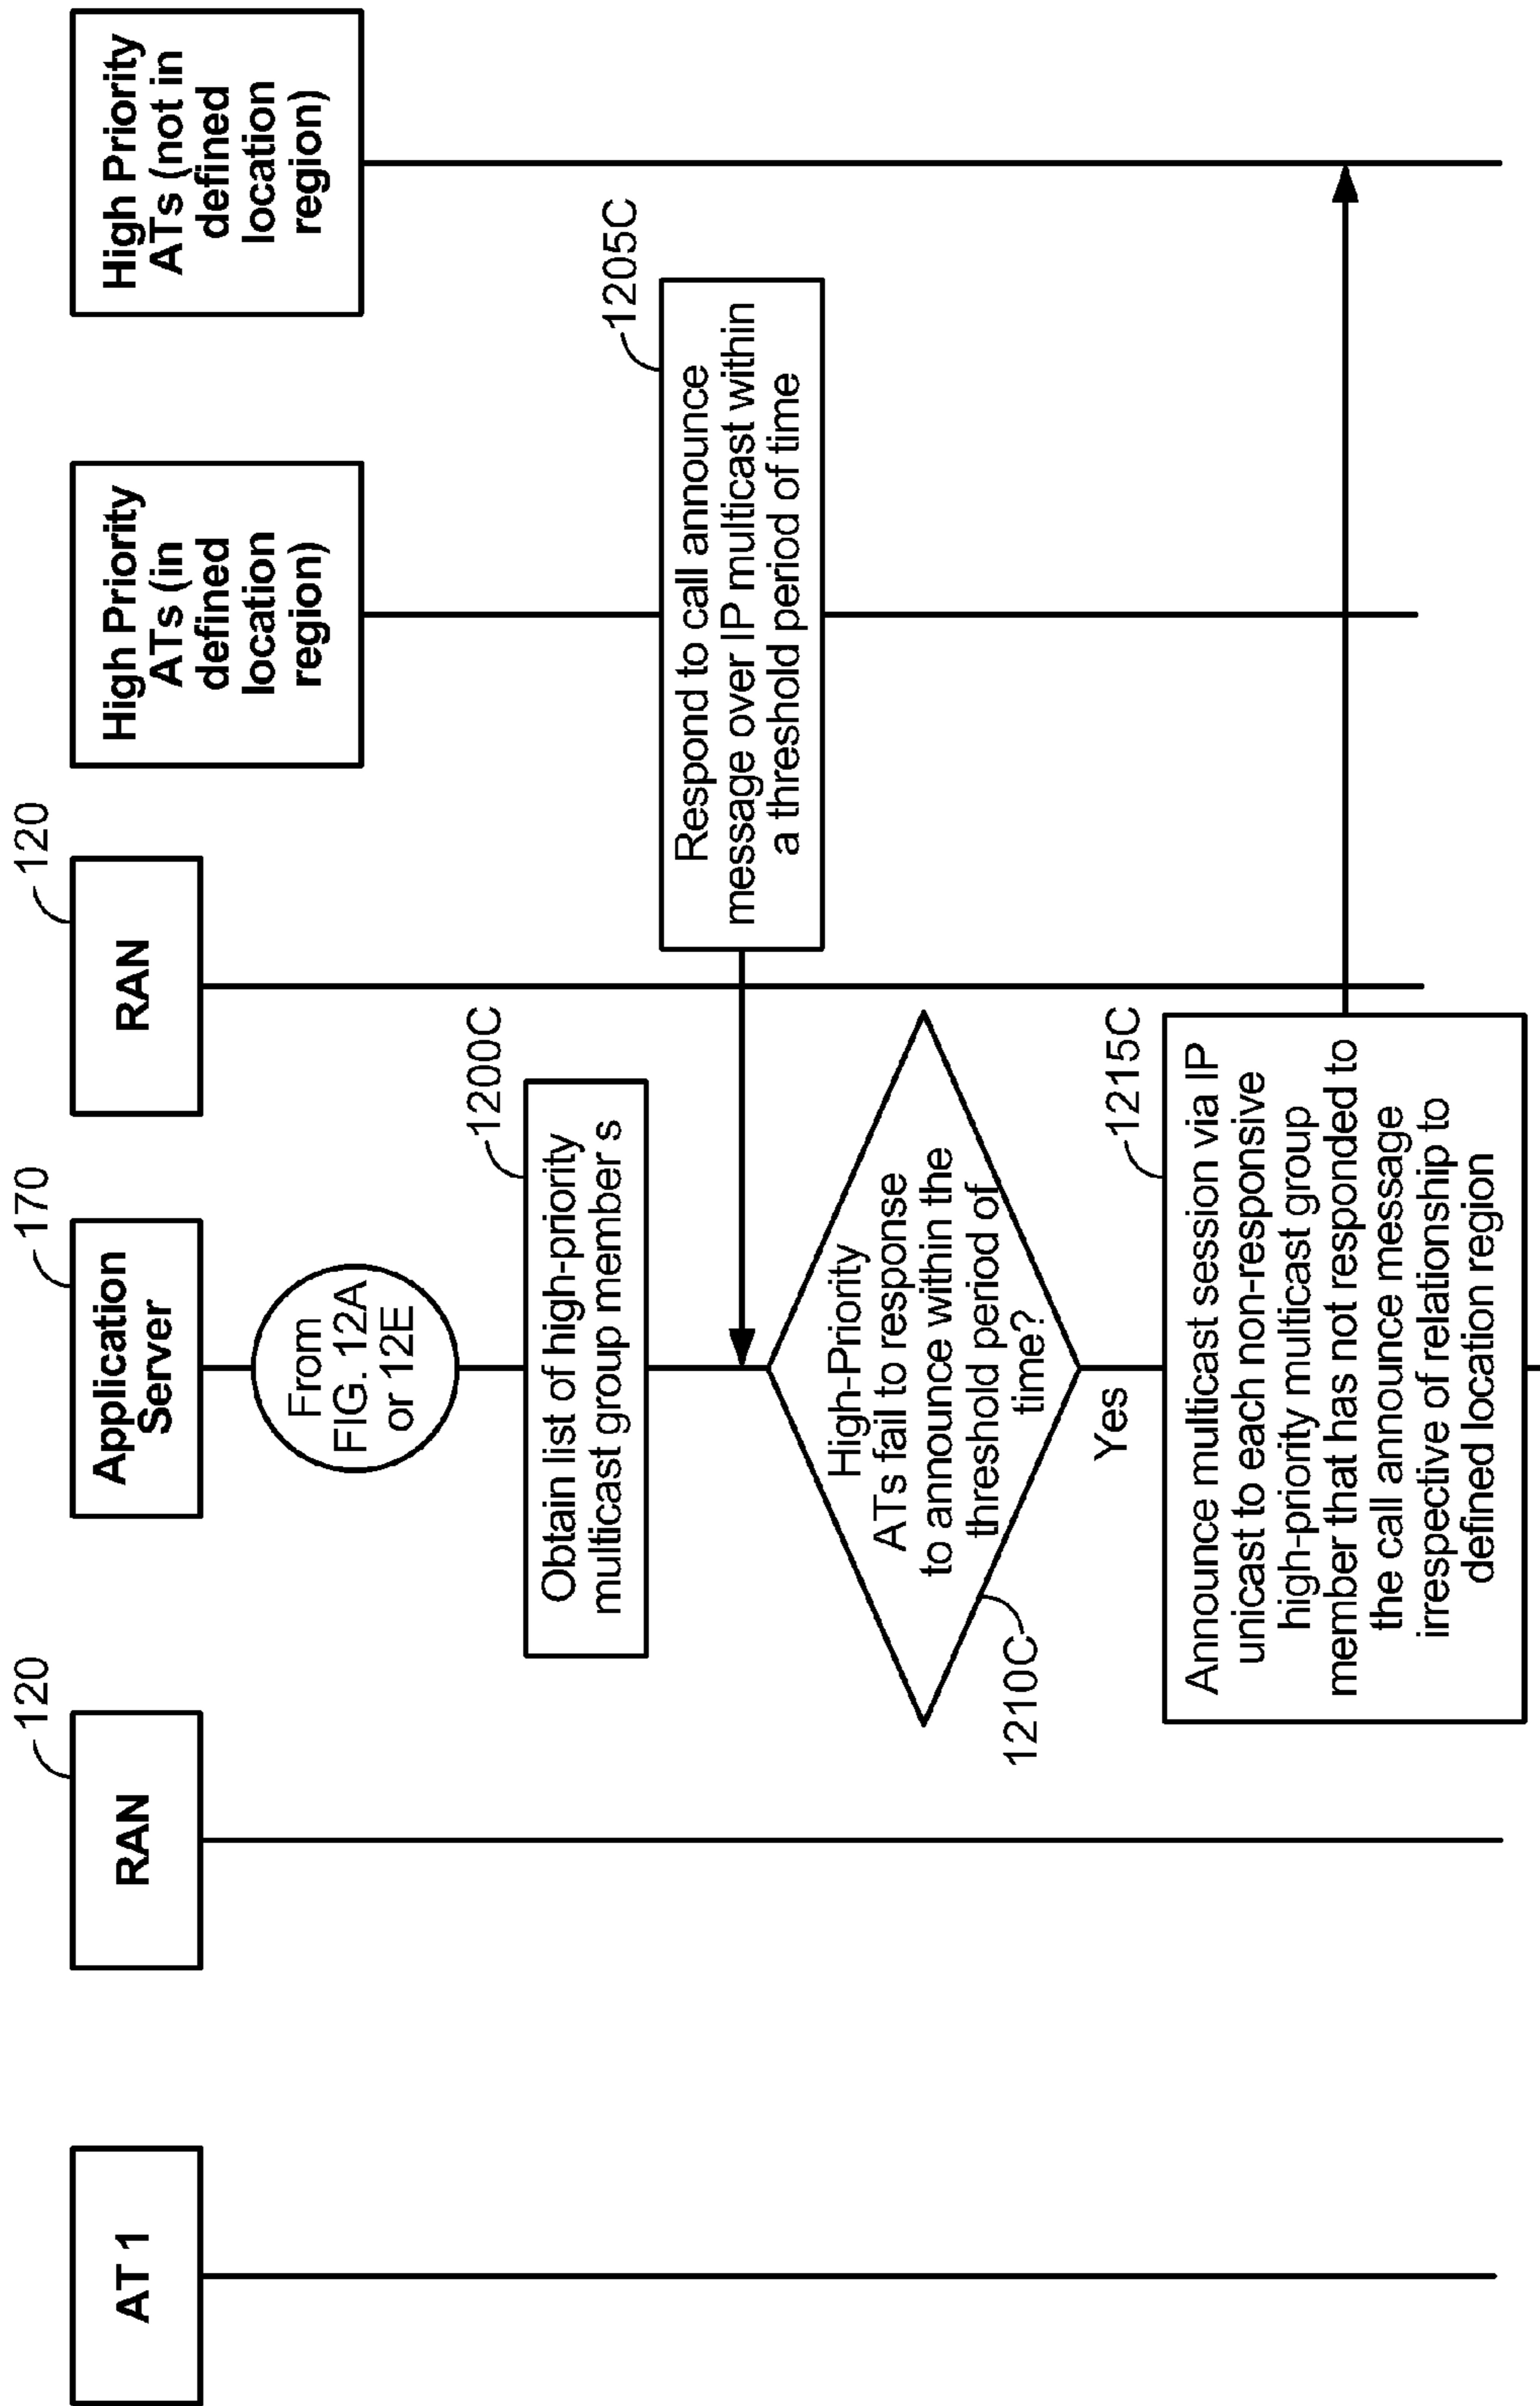 AT 1
120
RAN
170
Application
Server
120
RAN
High Priority
ATs (in
defined
location
region)
High Priority
ATs (not in
defined
location
region)
From
FIG. 12A
or 12E
1200C
Obtain list of high-priority
multicast group member s
1205C
Respond to call announce
message over IP multicast within
a threshold period of time
High-Priority
ATs fail to response
to announce within the
threshold period of
time?
1210C
Yes
1215C
Announce multicast session via IP
unicast to each non-responsive
high-priority multicast group
member that has not responded to
the call announce message
irrespective of relationship to
defined location region